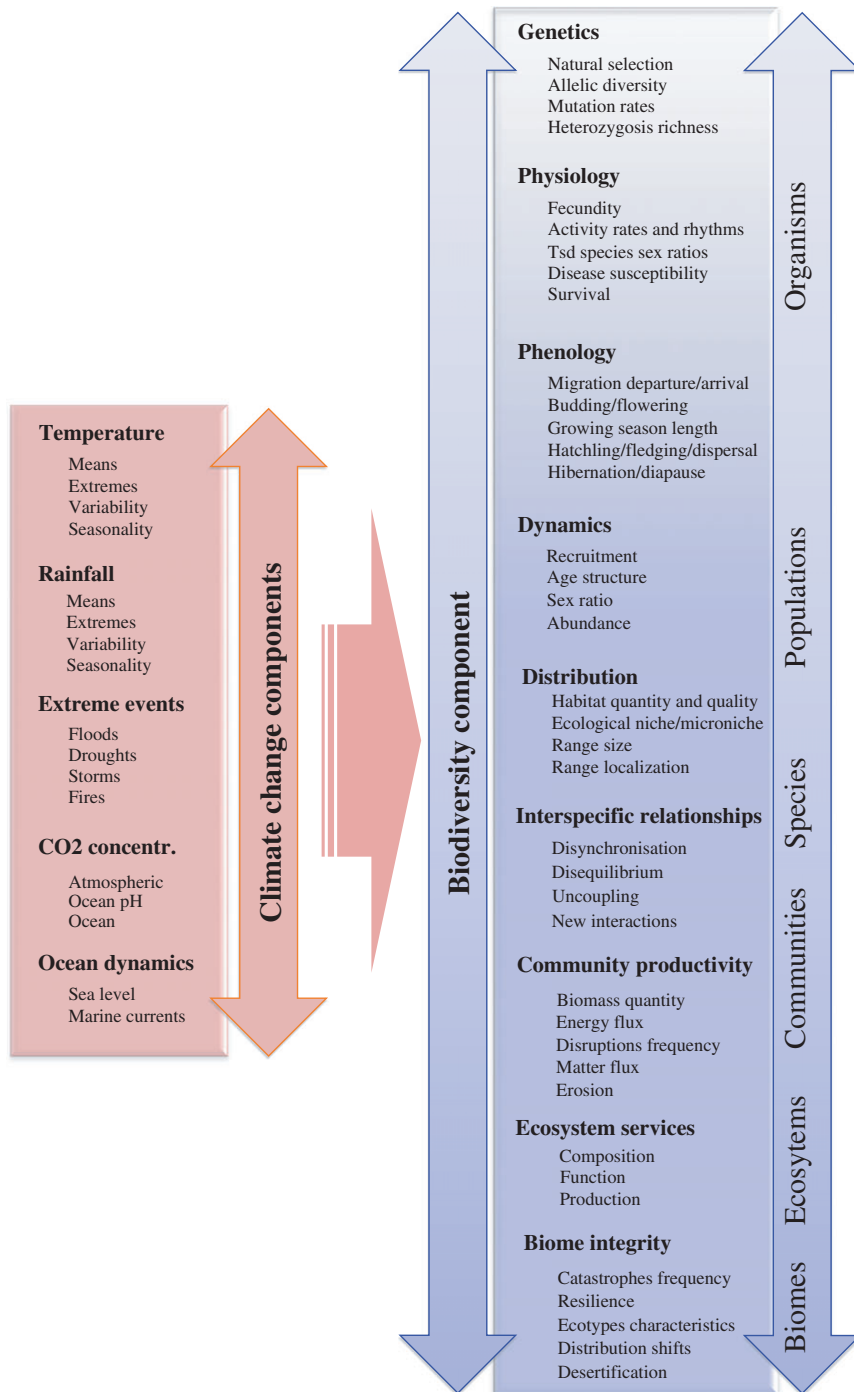 Temperature
Means
Extremes
Variability
Seasonality
Rainfall
Means
Extremes
Variability
Seasonality
Extreme events
Floods
Droughts
Storms
Fires
CO2 concentr.
Atmospheric
Ocean pH
Ocean
Ocean dynamics
Sea level
Marine currents
Climate change components
Biodiversity component
Genetics
Natural selection
Allelic diversity
Mutation rates
Heterozygosis richness
Physiology
Fecundity
Activity rates and rhythms
Tsd species sex ratios
Disease susceptibility
Survival
Phenology
Migration departure/arrival
Budding/flowering
Growing season length
Hatchling/fledging/dispersal
Hibernation/diapause
Dynamics
Recruitment
Age structure
Sex ratio
Abundance
Distribution
Habitat quantity and quality
Ecological niche/microniche
Range size
Range localization
Interspecific relationships
Disynchronisation
Disequilibrium
Uncoupling
New interactions
Community productivity
Biomass quantity
Energy flux
Disruptions frequency
Matter flux
Erosion
Ecosystem services
Composition
Function
Production
Biome integrity
Catastrophes frequency
Resilience
Ecotypes characteristics
Distribution shifts
Desertification
Organisms
Populations
Species
Communities
Ecosytems
Biomes